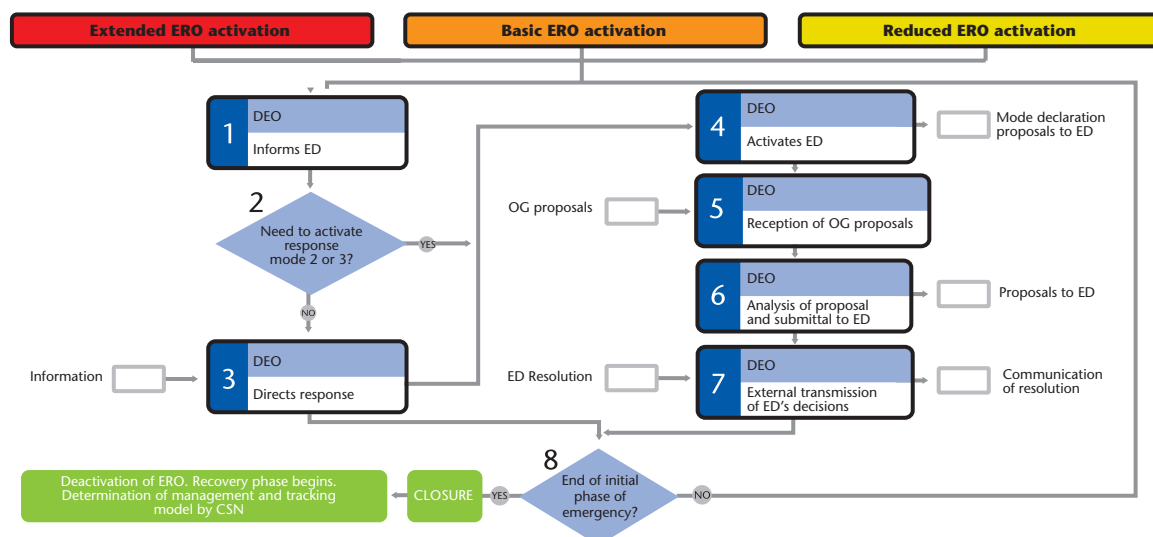 Extended ERO activation
Basic ERO activation
Reduced ERO activation
1
DEO
Informs ED
2
Need to activate
response
mode 2 or 3?
YES
NO
Information
3
DEO
Directs response
4
DEO
Activates ED
Mode declaration
proposals to ED
OG proposals
5
DEO
Reception of OG proposals
6
DEO
Analysis of proposal
and submittal to ED
Proposals to ED
ED Resolution
7
DEO
External transmission
of ED's decisions
Communication
of resolution
8
End of initial
phase of
emergency?
NO
YES
CLOSURE
Deactivation of ERO. Recovery phase begins.
Determination of management and tracking
model by CSN